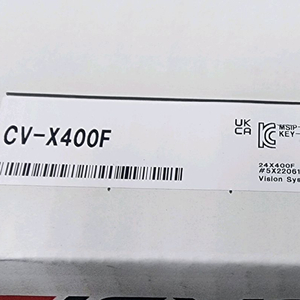 CV-X400F
UK
CA
MSIP-
KEY-
24X400F
#5X22061
Vision Sys